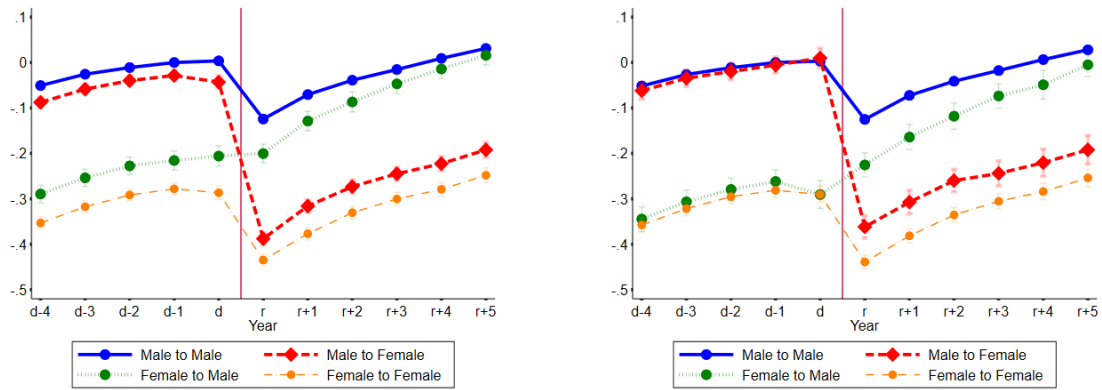 .1
0
-.1
-.2
-.3
-.4
-.5
d-4 d-3 d-2 d-1 d r r+1 r+2 r+3 r+4 r+5
Year
Male to Male Male to Female
Female to Male Female to Female
.1
0
-.1
-.2
-.3
-.4
-.5
d-4 d-3 d-2 d-1 d r r+1 r+2 r+3 r+4 r+5
Year
Male to Male Male to Female
Female to Male Female to Female